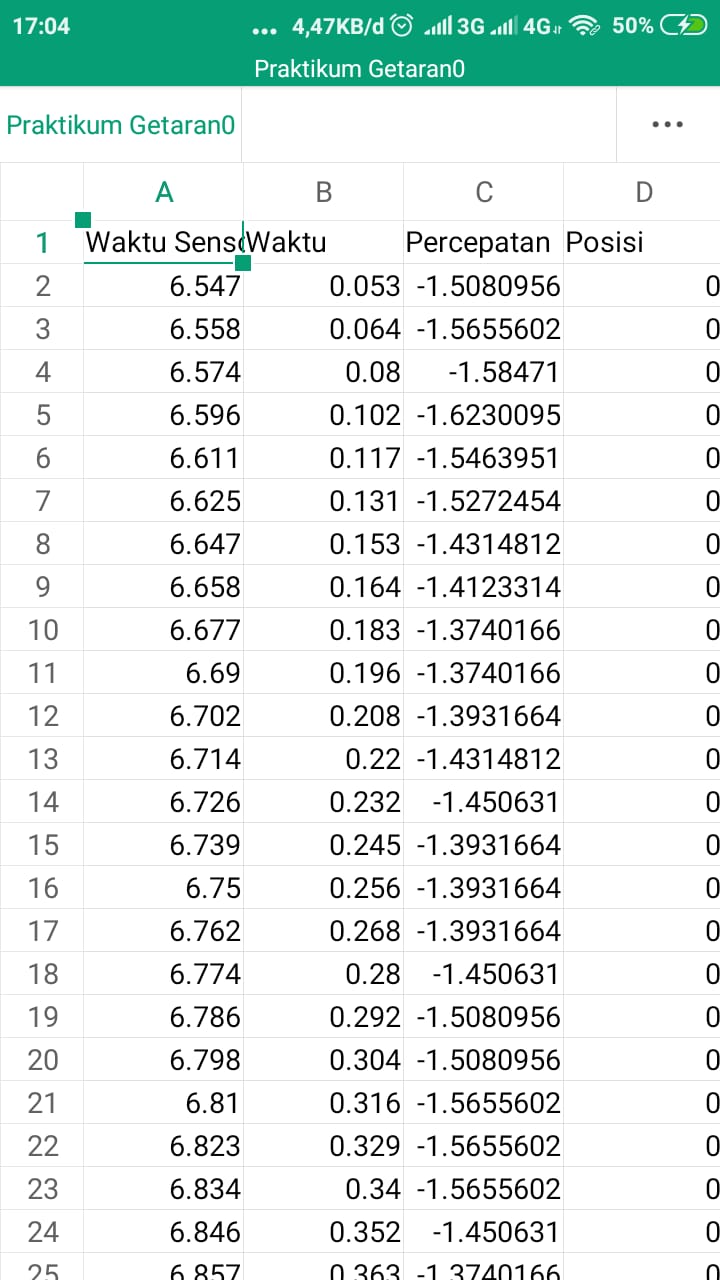 17:04 ... 4,47KB/d 3G 4G 50%
Praktikum Getaran0
Praktikum Getaran0 •••
A B C D
1 Waktu Senso Waktu Percepatan Posisi
2 6.547 0.053 -1.5080956 0
3 6.558 0.064 -1.5655602 0
4 6.574 0.08 -1.58471 0
5 6.596 0.102 -1.6230095 0
6 6.611 0.117 -1.5463951 0
7 6.625 0.131 -1.5272454 0
8 6.647 0.153 -1.4314812 0
9 6.658 0.164 -1.4123314 0
10 6.677 0.183 -1.3740166 0
11 6.69 0.196 -1.3740166 0
12 6.702 0.208 -1.3931664 0
13 6.714 0.22 -1.4314812 0
14 6.726 0.232 -1.450631 0
15 6.739 0.245 -1.3931664 0
16 6.75 0.256 -1.3931664 0
17 6.762 0.268 -1.3931664 0
18 6.774 0.28 -1.450631 0
19 6.786 0.292 -1.5080956 0
20 6.798 0.304 -1.5080956 0
21 6.81 0.316 -1.5655602 0
22 6.823 0.329 -1.5655602 0
23 6.834 0.34 -1.5655602 0
24 6.846 0.352 -1.450631 0
25 6.857 0.363 -1.3740166 0